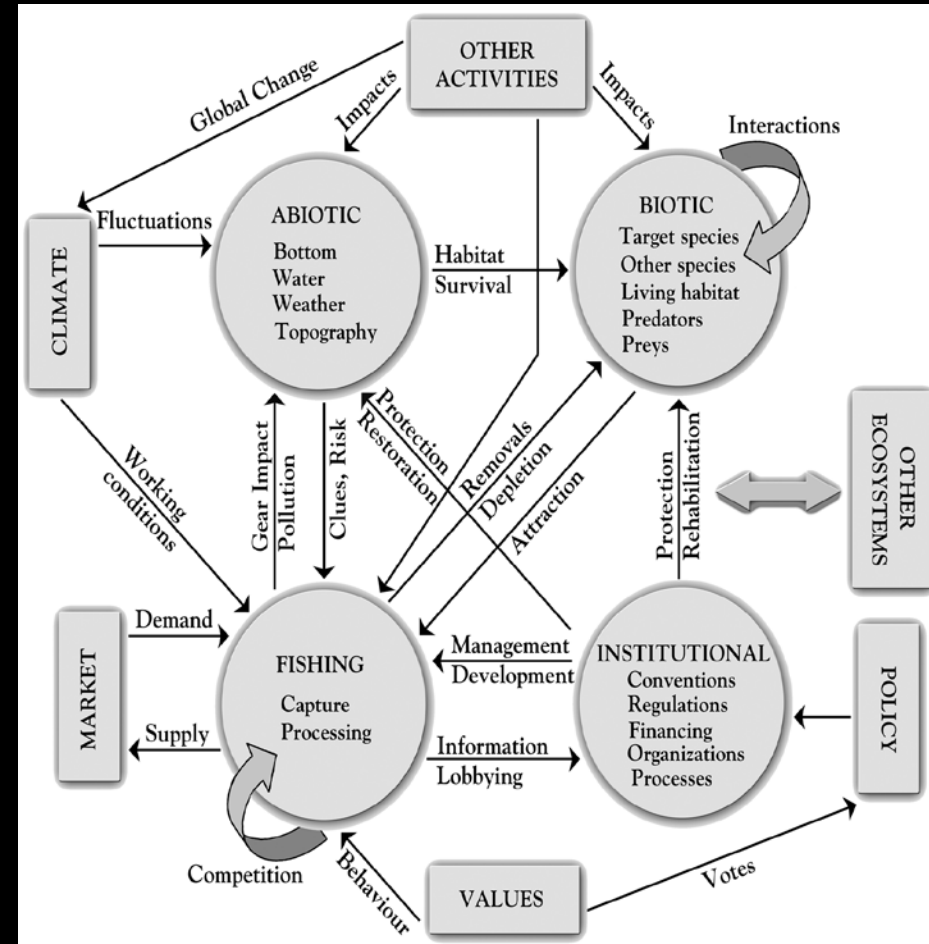 OTHER
ACTIVITIES
Global Change
Impacts
Impacts
Interactions
Fluctuations
CLIMATE
ABIOTIC
Bottom
Water
Weather
Topography
Habitat
Survival
BIOTIC
Target species
Other species
Living habitat
Predators
Preys
Working
conditions
Gear Impact
Pollution
Clues, Risk
Protection
Restoration
Removals
Depletion
Attraction
Protection
Rehabilitation
OTHER
ECOSYSTEMS
MARKET
Demand
Supply
FISHING
Capture
Processing
Management
Development
Information
Lobbying
INSTITUTIONAL
Conventions
Regulations
Financing
Organizations
Processes
POLICY
Competition
Behaviour
VALUES
Votes